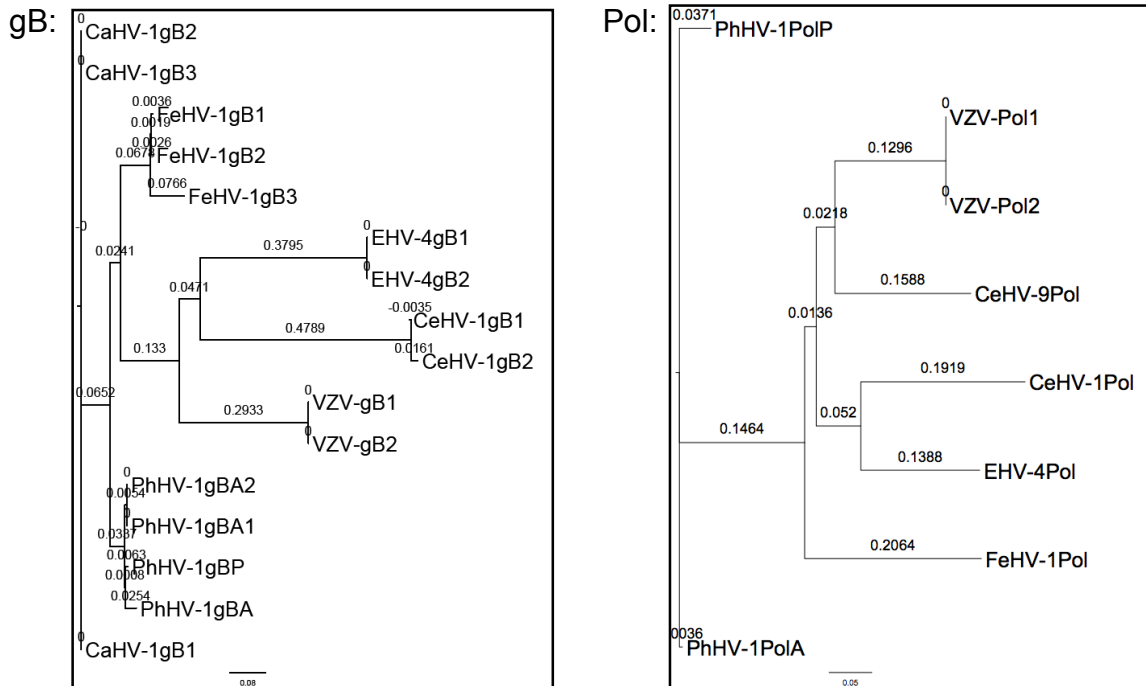 gB:
0
CaHV-1gB2
0
CaHV-1gB3
0.0036
FeHV-1gB1
0.0019
0.0026
FeHV-1gB2
0.0678
0.0766
FeHV-1gB3
-0
0.0241
0
EHV-4gB1
0.3795
0
EHV-4gB2
0.0471
-0.0035
CeHV-1gB1
0.4789
0.0161
CeHV-1gB2
0.133
0
VZV-gB1
0.0652
0.2933
0
VZV-gB2
0
PhHV-1gBA2
0.0054
0
PhHV-1gBA1
0.0337
0.0063
PhHV-1gBP
0.0008
0.0254
PhHV-1gBA
0
CaHV-1gB1
0.08
Pol:
0.0371
PhHV-1PolP
0
VZV-Pol1
0.1296
0
VZV-Pol2
0.0218
0.1588
CeHV-9Pol
0.0136
0.1919
CeHV-1Pol
0.052
0.1464
0.1388
EHV-4Pol
0.2064
FeHV-1Pol
0036
PhHV-1PolA
0.05